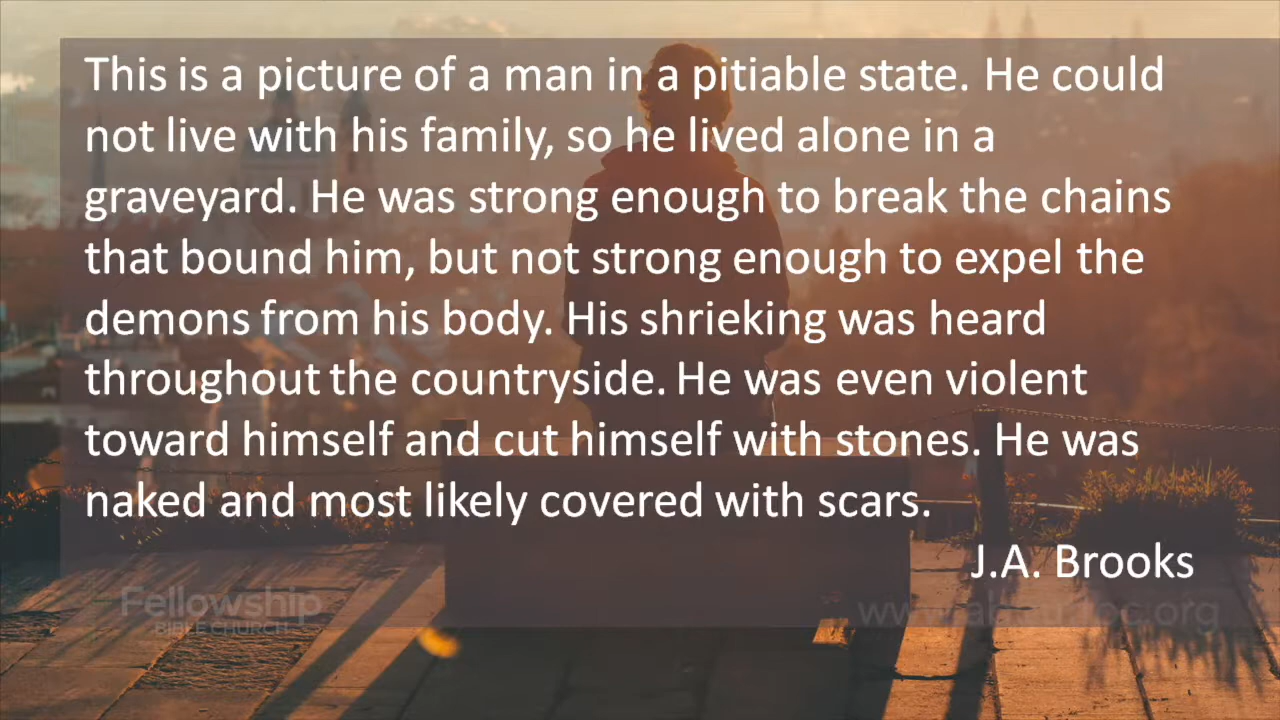 This is a picture of a man in a pitiable state. He could
not live with his family, so he lived alone in a
graveyard. He was strong enough to break the chains
that bound him, but not strong enough to expel the
demons from his body. His shrieking was heard
throughout the countryside. He was even violent
toward himself and cut himself with stones. He was
naked and most likely covered with scars.
J.A. Brooks
Fellowship
BIBLE CHURCH